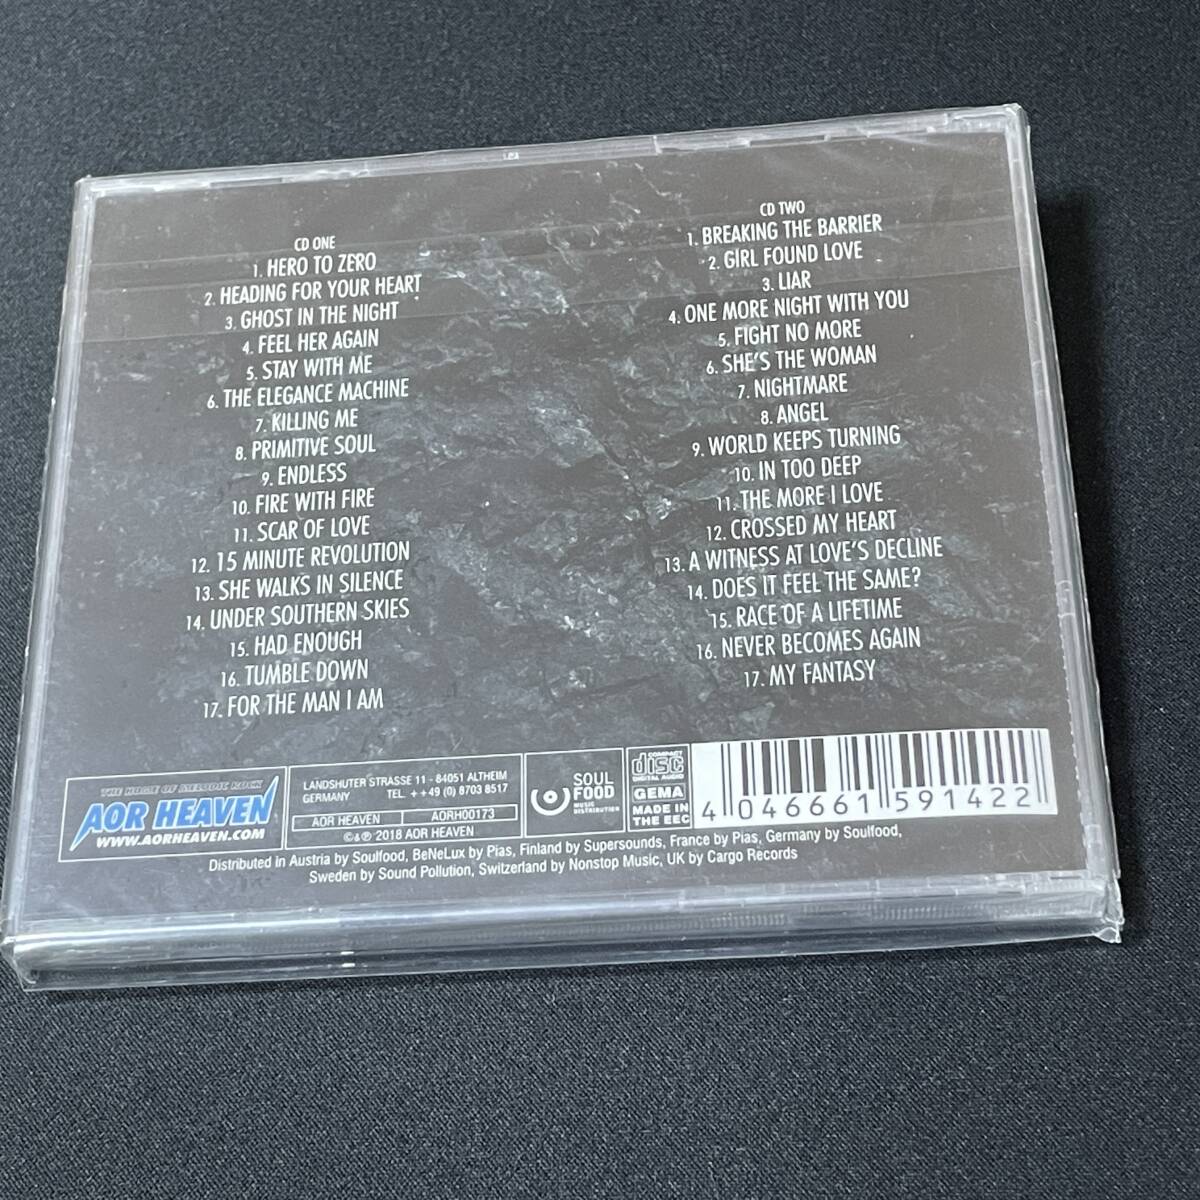 CD ONE
1. HERO TO ZERO
2. HEADING FOR YOUR HEART
3. GHOST IN THE NIGHT
4. FEEL HER AGAIN
5. STAY WITH ME
6. THE ELEGANCE MACHINE
7. KILLING ME
8. PRIMITIVE SOUL
9. ENDLESS
10. FIRE WITH FIRE
11. SCAR OF LOVE
12. 15 MINUTE REVOLUTION
13. SHE WALKS IN SILENCE
14. UNDER SOUTHERN SKIES
15. HAD ENOUGH
16. TUMBLE DOWN
17. FOR THE MAN I AM
CD TWO
1. BREAKING THE BARRIER
2. GIRL FOUND LOVE
3. LIAR
4. ONE MORE NIGHT WITH YOU
5. FIGHT NO MORE
6. SHE'S THE WOMAN
7. NIGHTMARE
8. ANGEL
9. WORLD KEEPS TURNING
10. IN TOO DEEP
11. THE MORE I LOVE
12. CROSSED MY HEART
13. A WITNESS AT LOVE'S DECLINE
14. DOES IT FEEL THE SAME?
15. RACE OF A LIFETIME
16. NEVER BECOMES AGAIN
17. MY FANTASY
THE HOME OF MELODIC ROCK
AOR HEAVEN
WWW.AORHEAVEN.COM
LANDSHUTER STRASSE 11 - 84051 ALTHEIM
GERMANY TEL. ++49 (0) 8703 8517
AOR HEAVEN AORH00173
©&℗ 2018 AOR HEAVEN
SOUL
FOOD
MUSIC
DISTRIBUTION
COMPACT
disc
DIGITAL AUDIO
GEMA
MADE IN
THE EEC
4 046661 591422
Distributed in Austria by Soulfood, BeNeLux by Pias, Finland by Supersounds, France by Pias, Germany by Soulfood,
Sweden by Sound Pollution, Switzerland by Nonstop Music, UK by Cargo Records